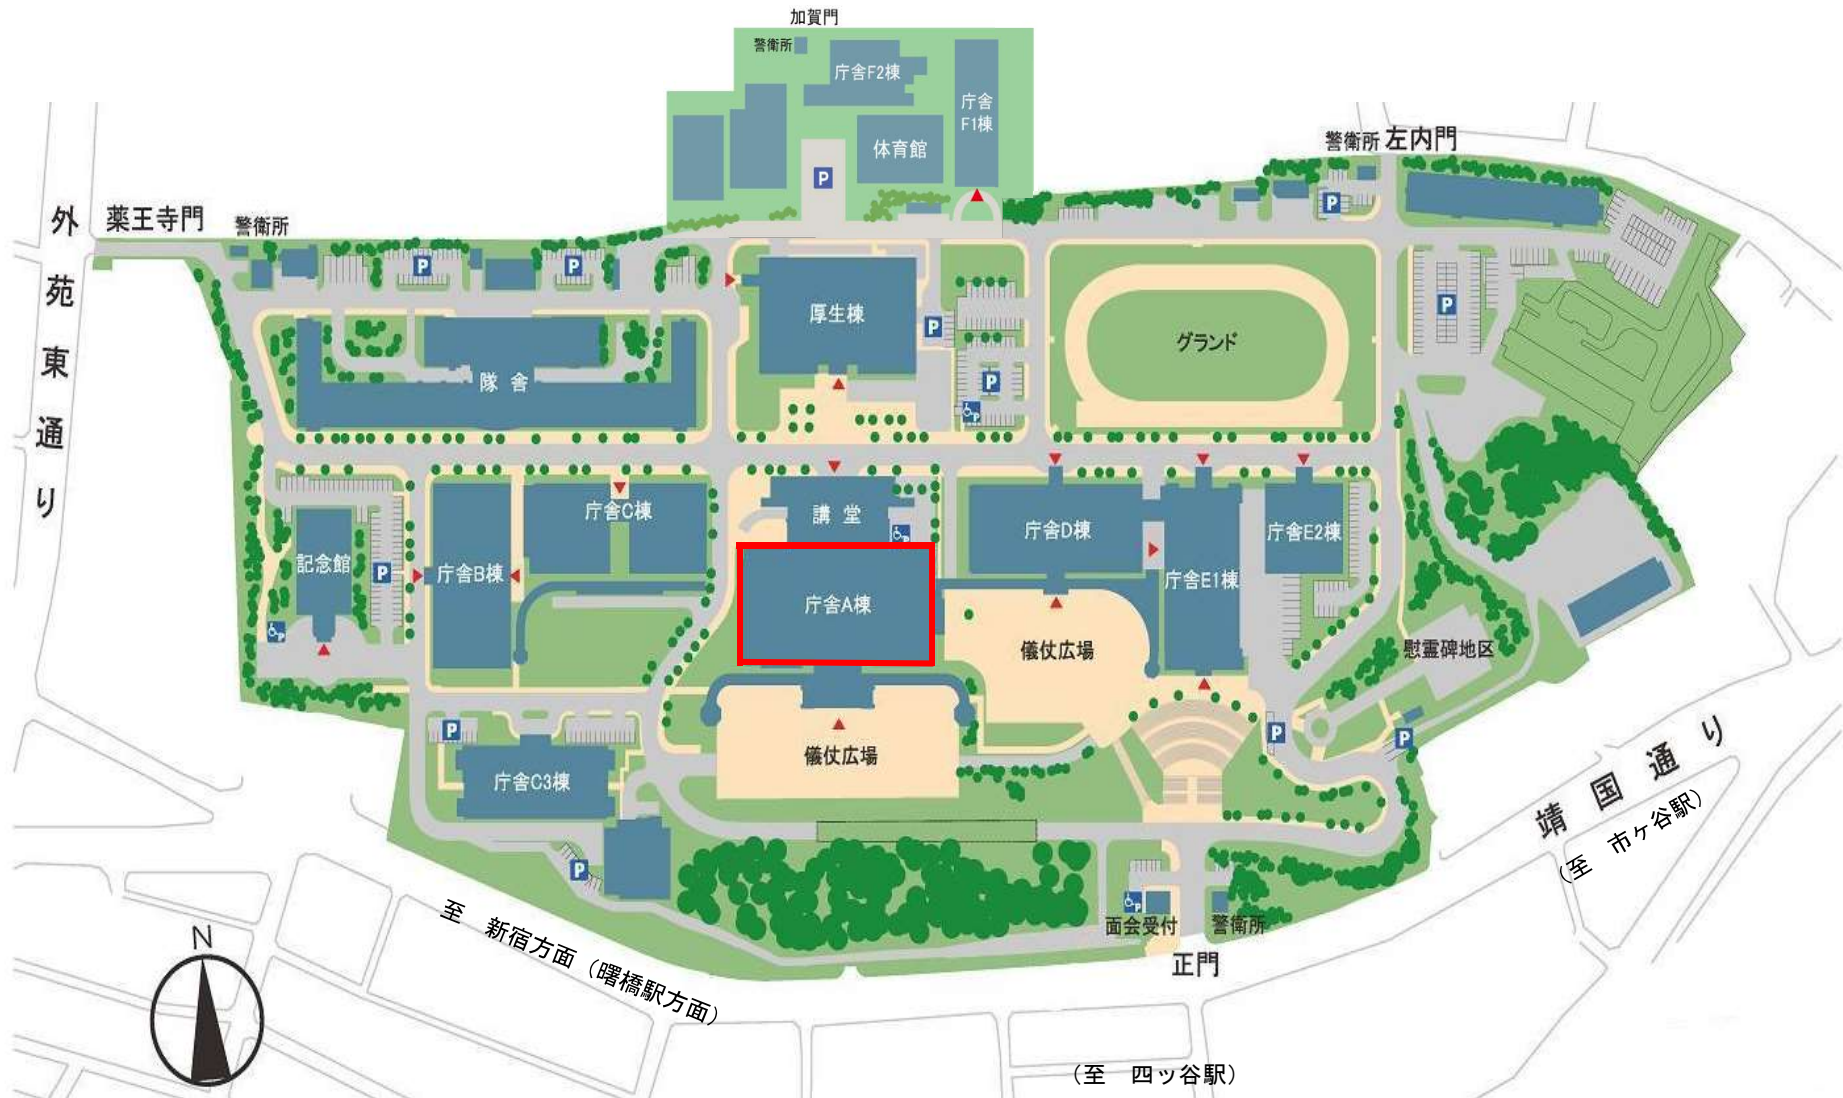 加賀門
警衛所
庁舎F2棟
庁舎
F1棟
体育館
P
警衛所 左内門
P
外苑東通り
薬王寺門
警衛所
P
P
P
厚生棟
P
グランド
P
P
隊舎
講堂
P
庁舎C棟
庁舎D棟
庁舎E2棟
記念館
P
庁舎B棟
庁舎E1棟
庁舎A棟
P
儀仗広場
慰霊碑地区
P
P
P
儀仗広場
庁舎C3棟
靖国通り
(至 市ヶ谷駅)
P
至 新宿方面(曙橋駅方面)
P
面会受付
警衛所
正門
N
(至 四ッ谷駅)